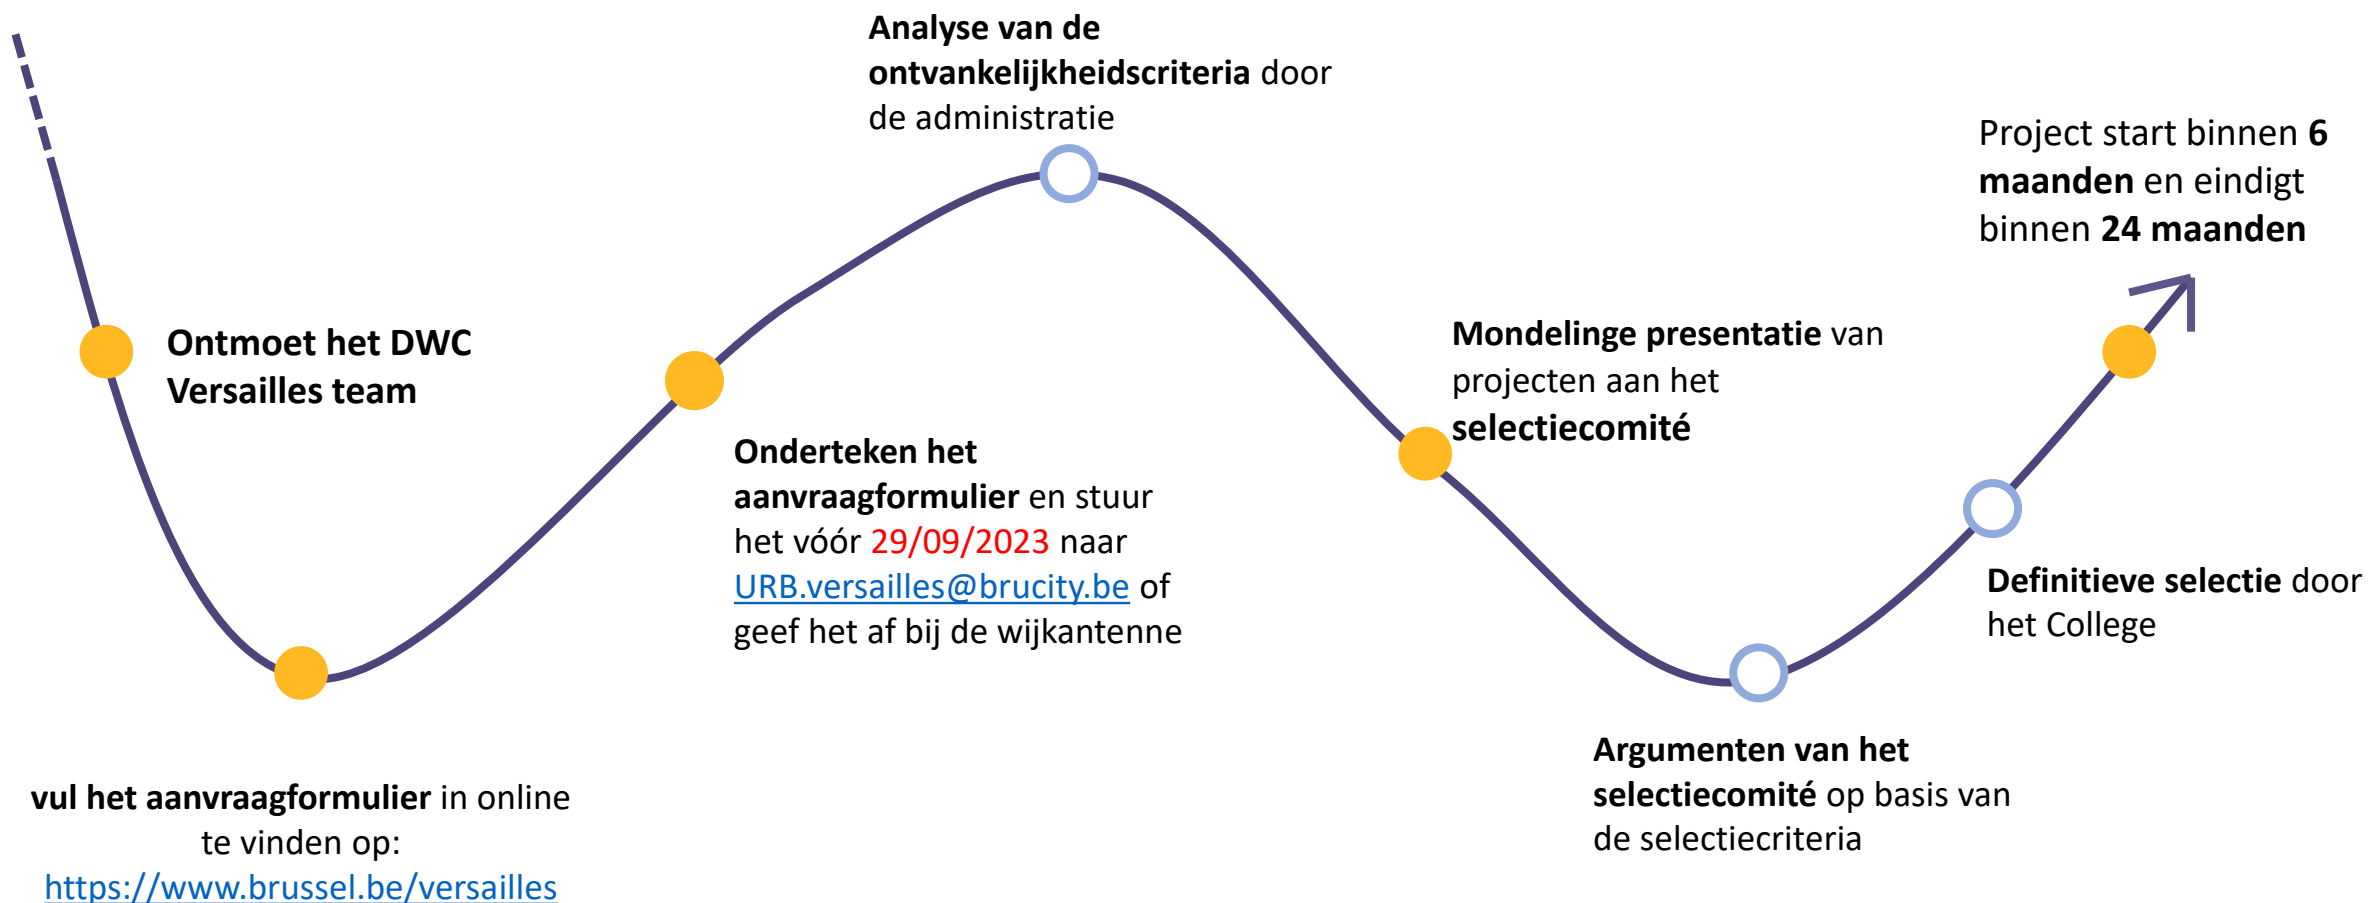 Ontmoet het DWC
Versailles team
vul het aanvraagformulier in online
te vinden op:
https://www.brussel.be/versailles
Onderteken het
aanvraagformulier en stuur
het vóór 29/09/2023 naar
URB.versailles@brucity.be of
geef het af bij de wijkantenne
Analyse van de
ontvankelijkheidscriteria door
de administratie
Mondelinge presentatie van
projecten aan het
selectiecomité
Argumenten van het
selectiecomité op basis van
de selectiecriteria
Definitieve selectie door
het College
Project start binnen 6
maanden en eindigt
binnen 24 maanden